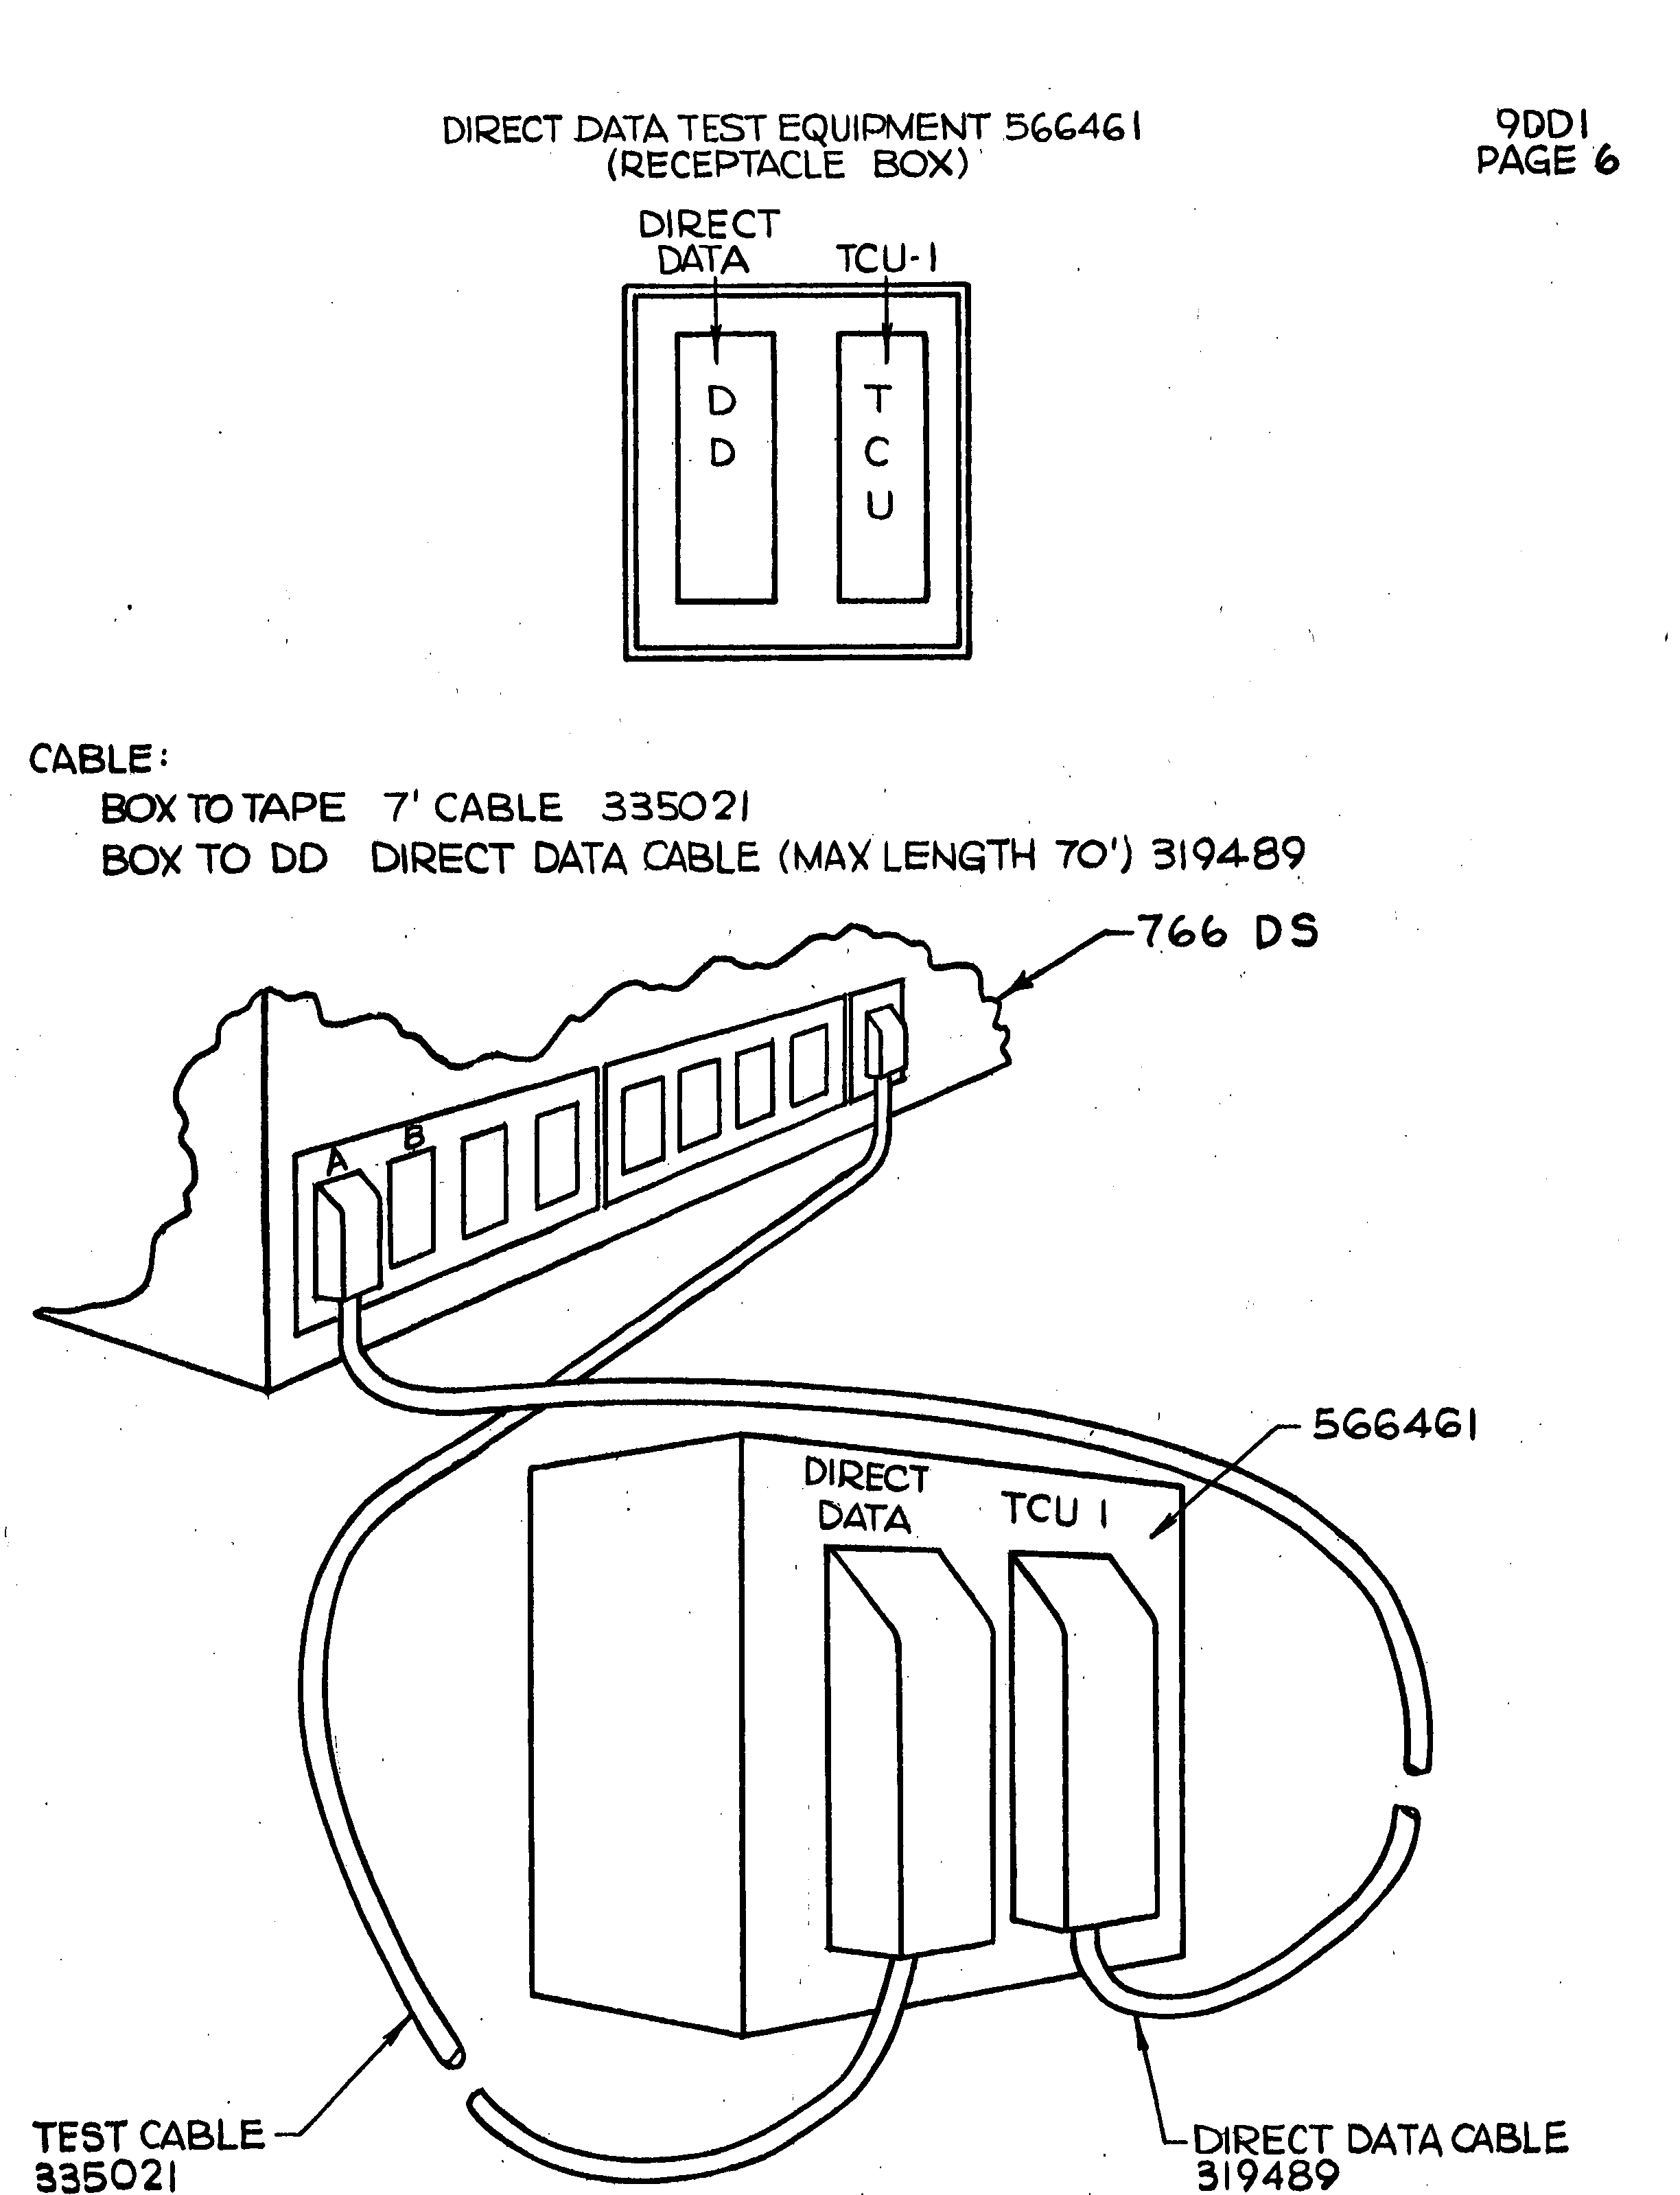 DIRECT DATA TEST EQUIPMENT 566461
(RECEPTACLE BOX)
9DD1
PAGE 6
DIRECT
DATA
TCU-1
D
D
T
C
U
CABLE:
BOX TO TAPE 7' CABLE 335021
BOX TO DD DIRECT DATA CABLE (MAX LENGTH 70') 319489
766 DS
A
B
566461
DIRECT
DATA
TCU 1
TEST CABLE
335021
DIRECT DATA CABLE
319489